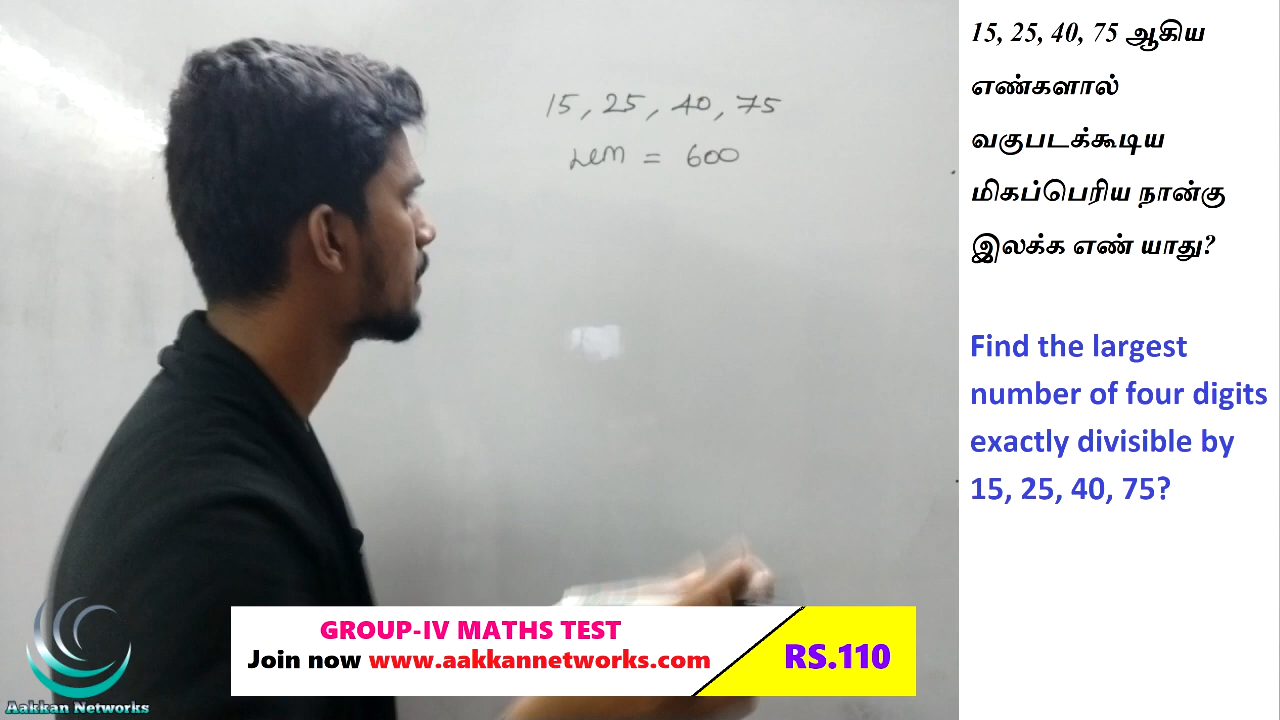 15, 25, 40, 75
LCM = 600
15, 25, 40, 75 ஆகிய
எண்களால்
வகுபடக்கூடிய
மிகப்பெரிய நான்கு
இலக்க எண் யாது?
Find the largest
number of four digits
exactly divisible by
15, 25, 40, 75?
GROUP-IV MATHS TEST
Join now www.aakkannetworks.com
RS.110
Aakkan Networks